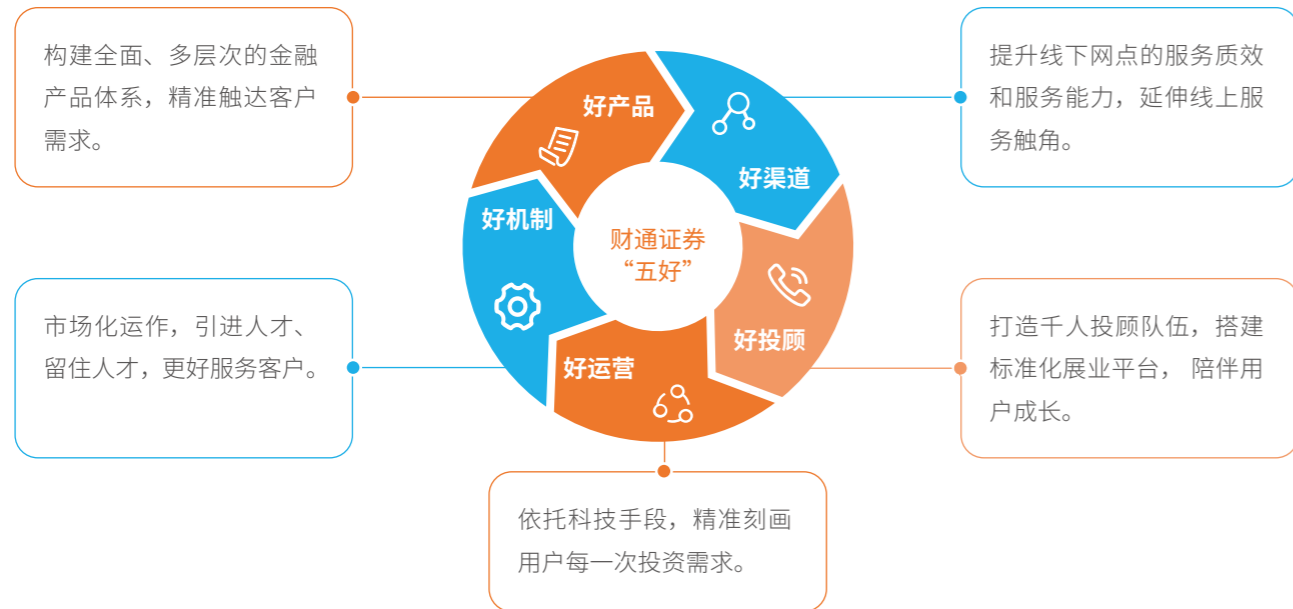 构建全面、多层次的金融
产品体系，精准触达客户
需求。
好产品
提升线下网点的服务质效
和服务能力，延伸线上服
务触角。
好渠道
好机制
财通证券
“五好”
市场化运作，引进人才、
留住人才，更好服务客户。
好投顾
打造千人投顾队伍，搭建
标准化展业平台， 陪伴用
户成长。
好运营
依托科技手段，精准刻画
用户每一次投资需求。